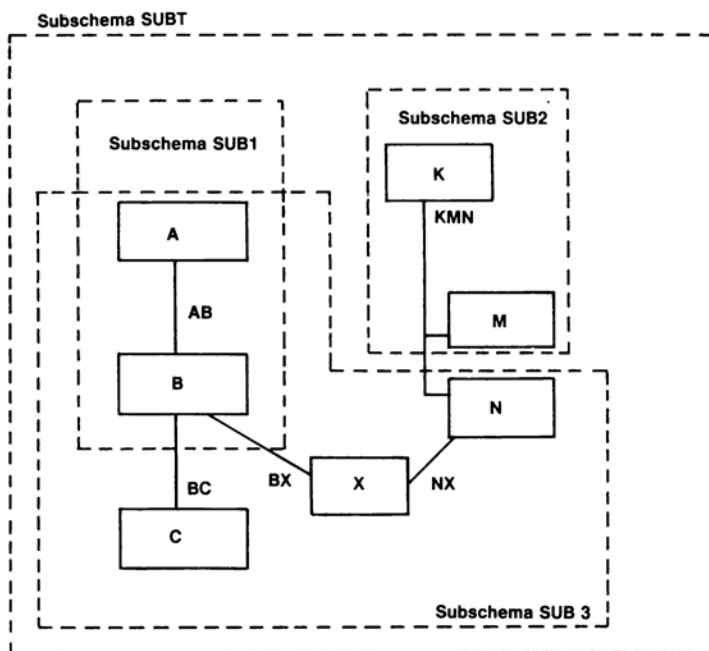 Subschema SUBT
Subschema SUB2
Subschema SUB1
K
KMN
A
AB
M
B
N
BX
X
NX
BC
C
Subschema SUB 3